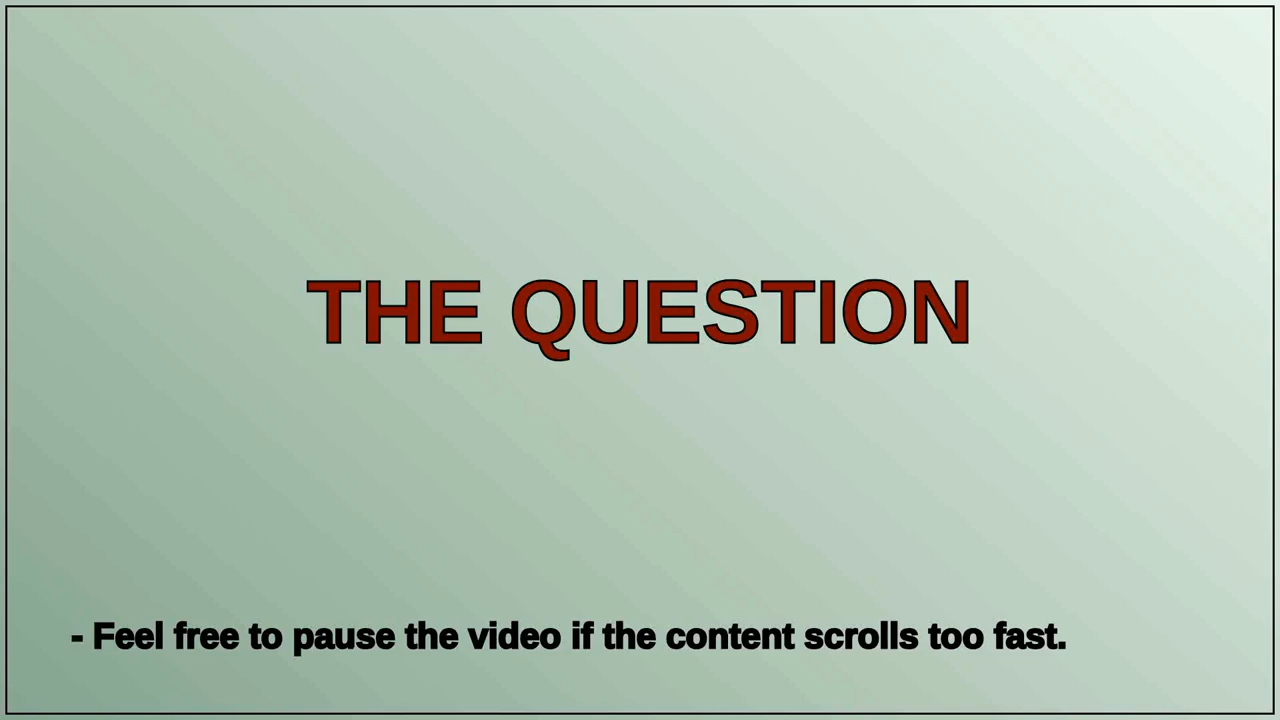 THE QUESTION
- Feel free to pause the video if the content scrolls too fast.